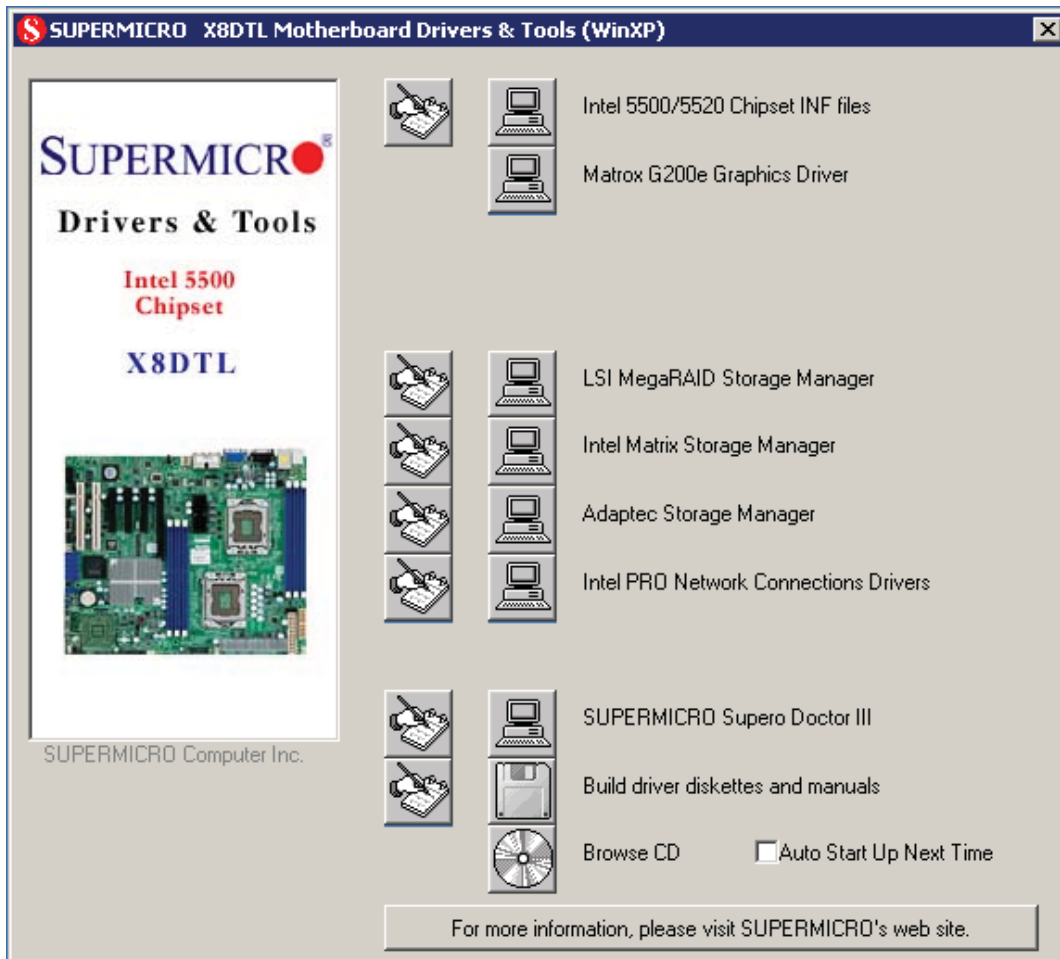 SUPERMICRO X8DTL Motherboard Drivers & Tools (WinXP)
SUPERMICRO®
Drivers & Tools
Intel 5500
Chipset
X8DTL
SUPERMICRO Computer Inc.
Intel 5500/5520 Chipset INF files
Matrox G200e Graphics Driver
LSI MegaRAID Storage Manager
Intel Matrix Storage Manager
Adaptec Storage Manager
Intel PRO Network Connections Drivers
SUPERMICRO Supero Doctor III
Build driver diskettes and manuals
Browse CD
Auto Start Up Next Time
For more information, please visit SUPERMICRO's web site.